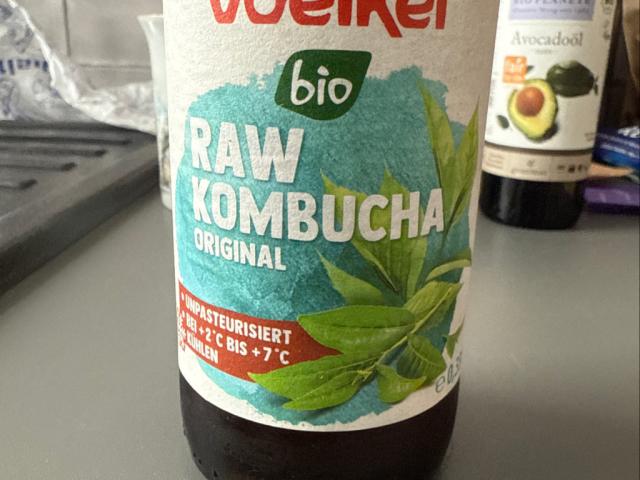 voelkel
bio
RAW
KOMBUCHA
ORIGINAL
UNPASTEURISIERT
BEI +2°C BIS +7°C
KÜHLEN
Avocadoöl